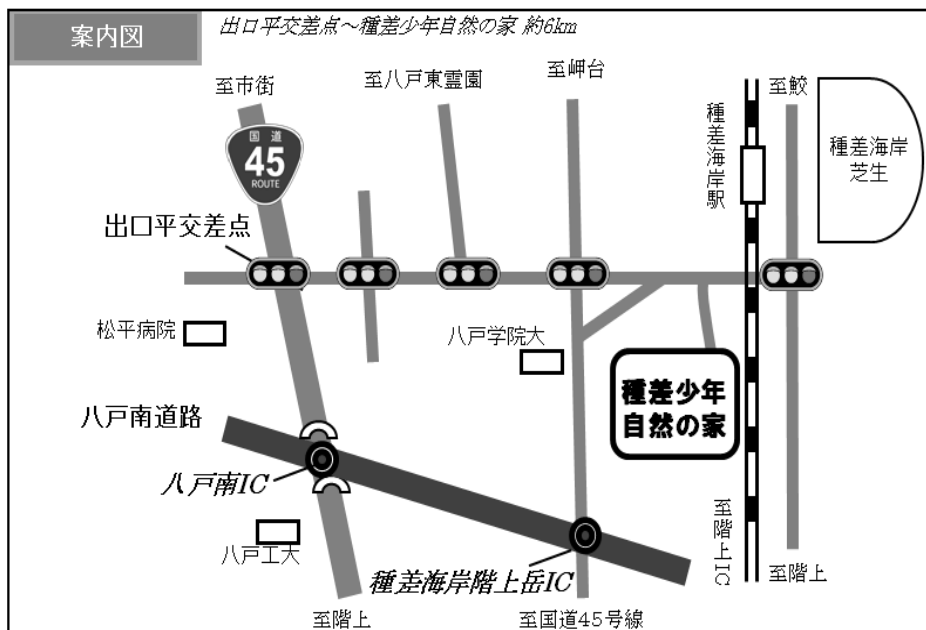 案内図
出口平交差点～種差少年自然の家 約6km
至市街
至八戸東霊園
至岬台
至鮫
種差海岸駅
種差海岸
芝生
国道
45
ROUTE
出口平交差点
松平病院
八戸学院大
種差少年
自然の家
八戸南道路
八戸南IC
八戸工大
種差海岸階上岳IC
至階上IC
至階上
至国道45号線
至階上